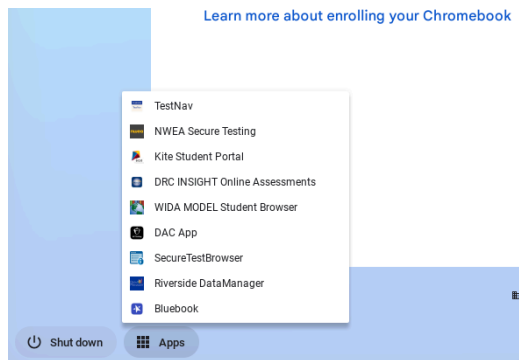 Learn more about enrolling your Chromebook
TestNav
NWEA Secure Testing
Kite Student Portal
DRC INSIGHT Online Assessments
WIDA MODEL Student Browser
DAC App
SecureTestBrowser
Riverside DataManager
Bluebook
Shut down
Apps